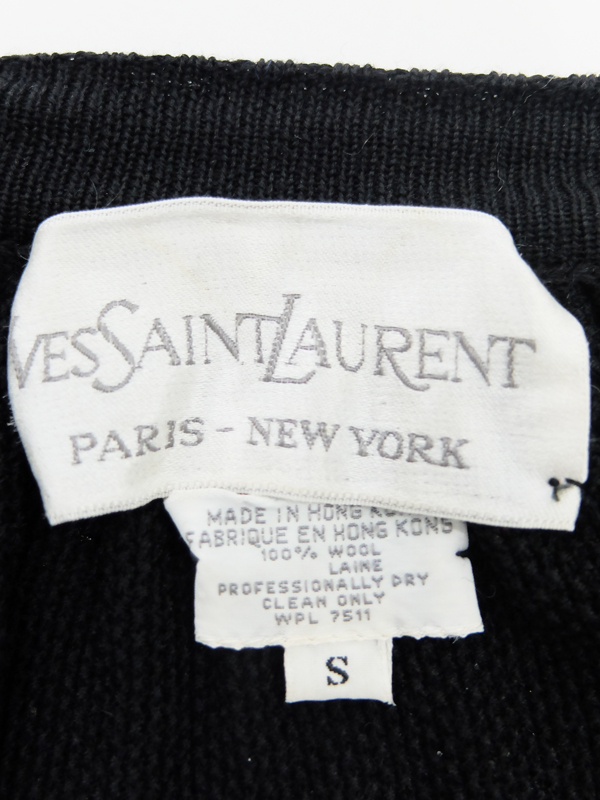 YVES SAINT LAURENT
PARIS - NEW YORK
MADE IN HONG KONG
FABRIQUE EN HONG KONG
100% WOOL
LAINE
PROFESSIONALLY DRY
CLEAN ONLY
WPL 7511
S